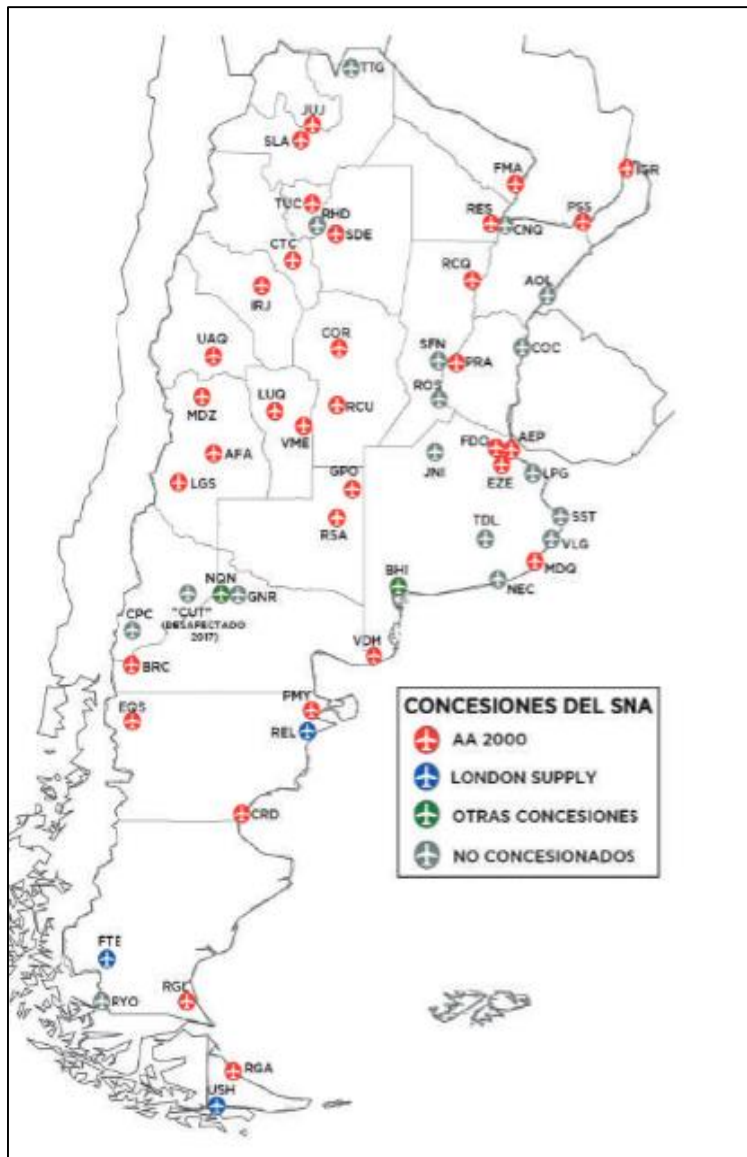 TTG
JUJ
SLA
FMA
IGR
TUC
RHD
RES
CNQ
PSS
SDE
CTC
RCQ
IRJ
AOL
UAQ
COR
SFN
PRA
COC
MDZ
LUQ
RCU
ROS
VME
FDO
AEP
AFA
JNI
EZE
LPG
LGS
GPO
RSA
TDL
SST
VLG
MDQ
NQN
BHI
NEC
GNR
"CUT"
(DESAFECTADO
2017)
CPC
VDM
BRC
EQS
PMY
REL
CRD
FTE
RYO
RGL
RGA
USH
CONCESIONES DEL SNA
AA 2000
LONDON SUPPLY
OTRAS CONCESIONES
NO CONCESIONADOS